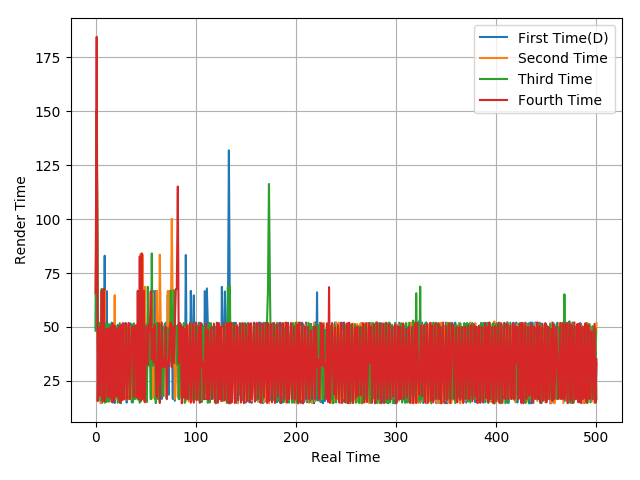 First Time(D)
Second Time
Third Time
Fourth Time
Render Time
175
150
125
100
75
50
25
0 100 200 300 400 500
Real Time